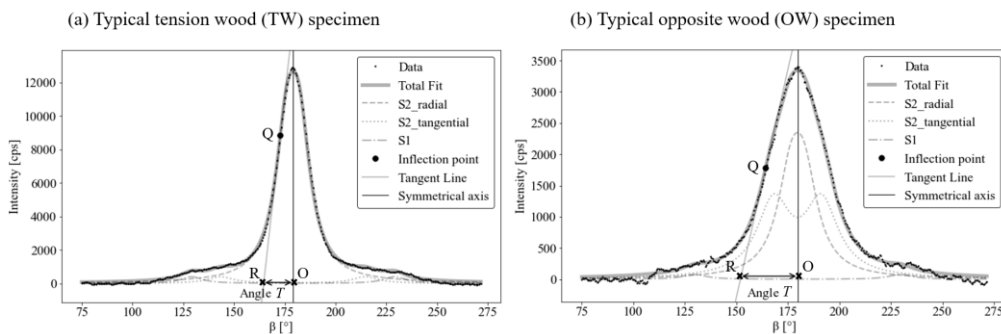 (a) Typical tension wood (TW) specimen
(b) Typical opposite wood (OW) specimen
Intensity [cps]
12000
10000
8000
6000
4000
2000
0
Data
Total Fit
S2_radial
S2_tangential
S1
Inflection point
Tangent Line
Symmetrical axis
Q
R
O
Angle T
75 100 125 150 175 200 225 250 275
β [°]
Intensity [cps]
3500
3000
2500
2000
1500
1000
500
0
Data
Total Fit
S2_radial
S2_tangential
S1
Inflection point
Tangent Line
Symmetrical axis
Q
R
O
Angle T
75 100 125 150 175 200 225 250 275
β [°]